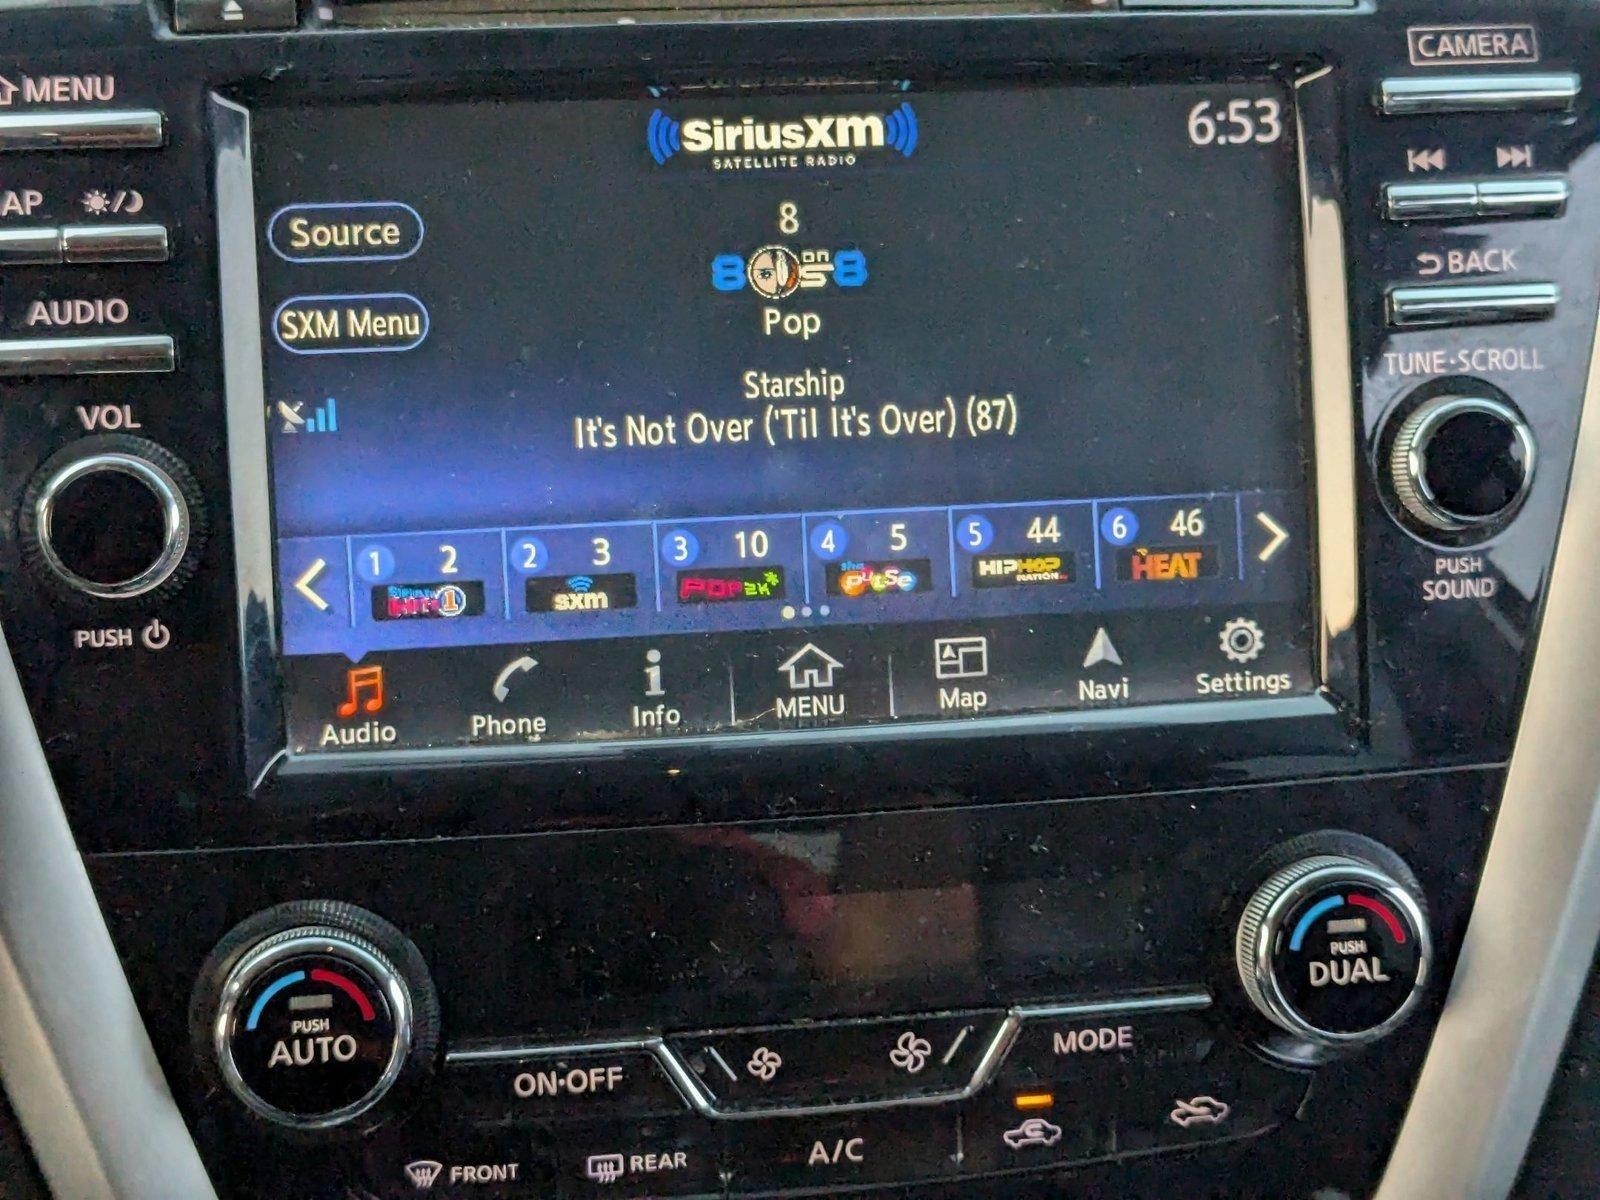 MENU
CAMERA
SiriusXM
SATELLITE RADIO
6:53
AP
Source
8
8 on 8
BACK
AUDIO
SXM Menu
Pop
TUNE·SCROLL
Starship
It's Not Over ('Til It's Over) (87)
VOL
1 2
2 3
3 10
4 5
5 44
6 46
HITS 1
sxm
POP2K
the pulse
HIPHOP
NATION
HEAT
PUSH
SOUND
PUSH
Audio
Phone
Info
MENU
Map
Navi
Settings
PUSH
AUTO
PUSH
DUAL
ON·OFF
MODE
FRONT
REAR
A/C